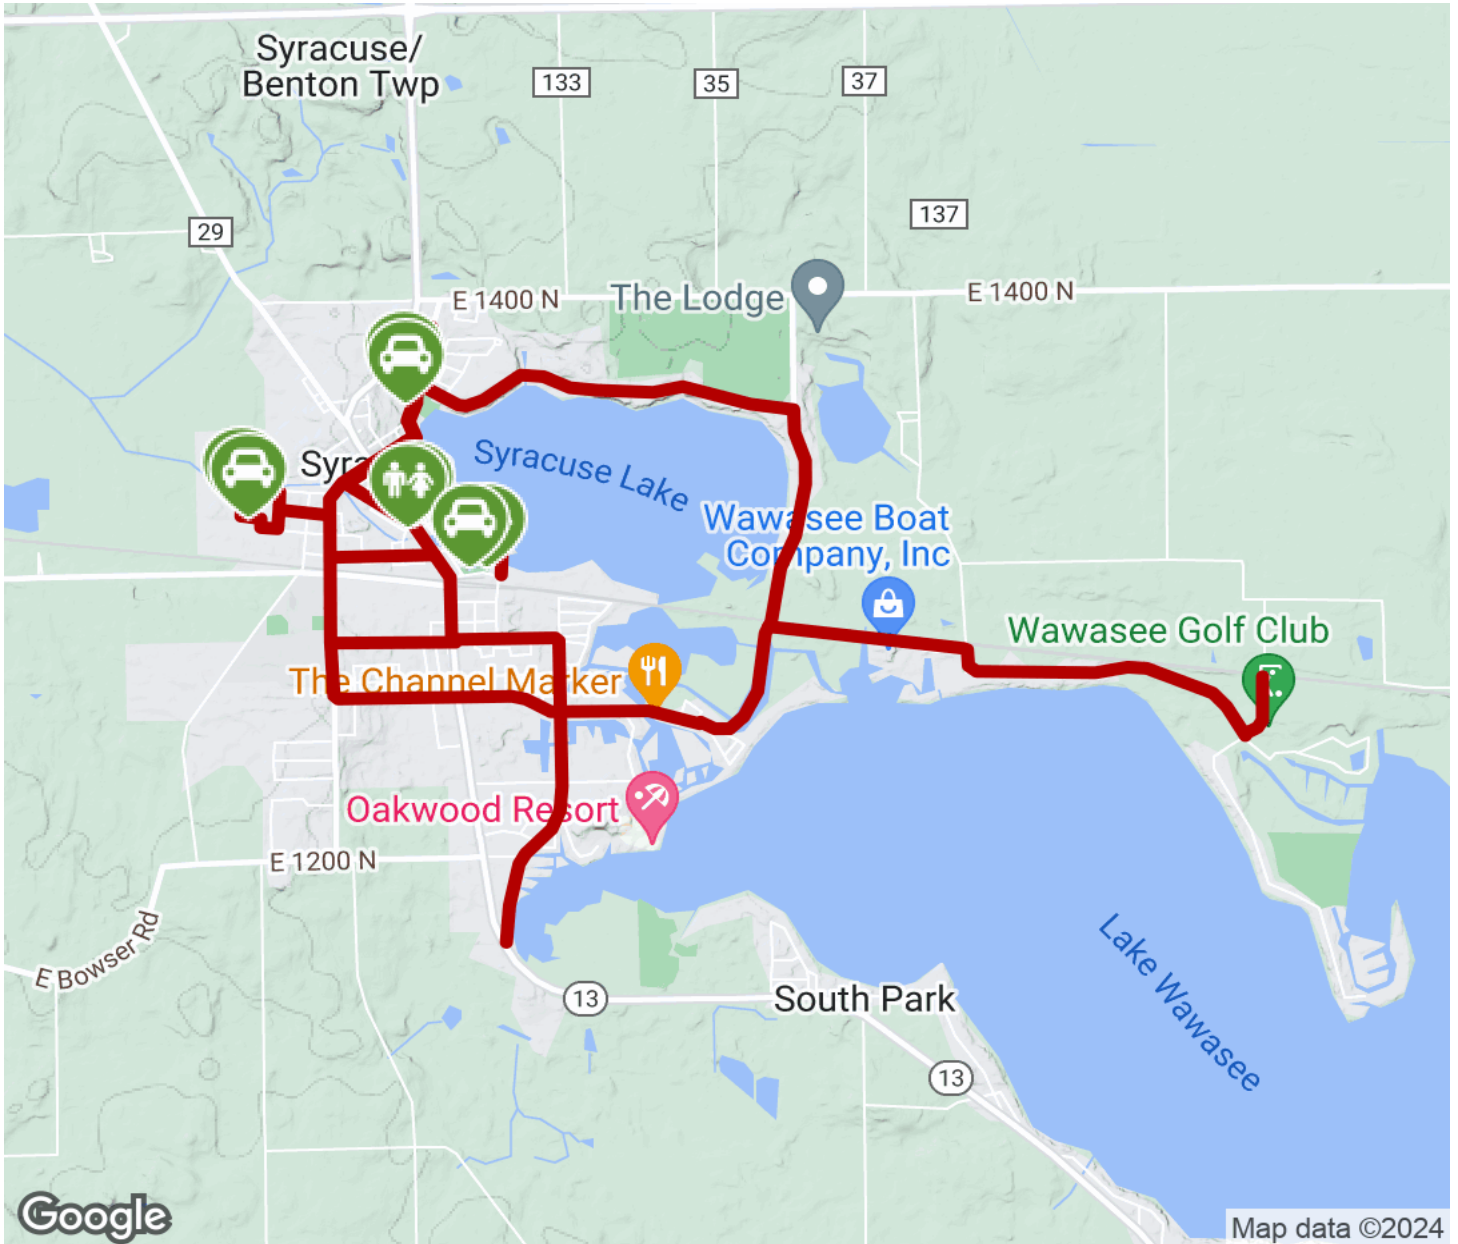 Syracuse/
Benton Twp
133
35
37
137
29
E 1400 N
The Lodge
E 1400 N
Syra
Syracuse Lake
Wawasee Boat
Company, Inc
Wawasee Golf Club
The Channel Marker
Oakwood Resort
E 1200 N
E Bowser Rd
13
South Park
Lake Wawasee
13
Google
Map data ©2024